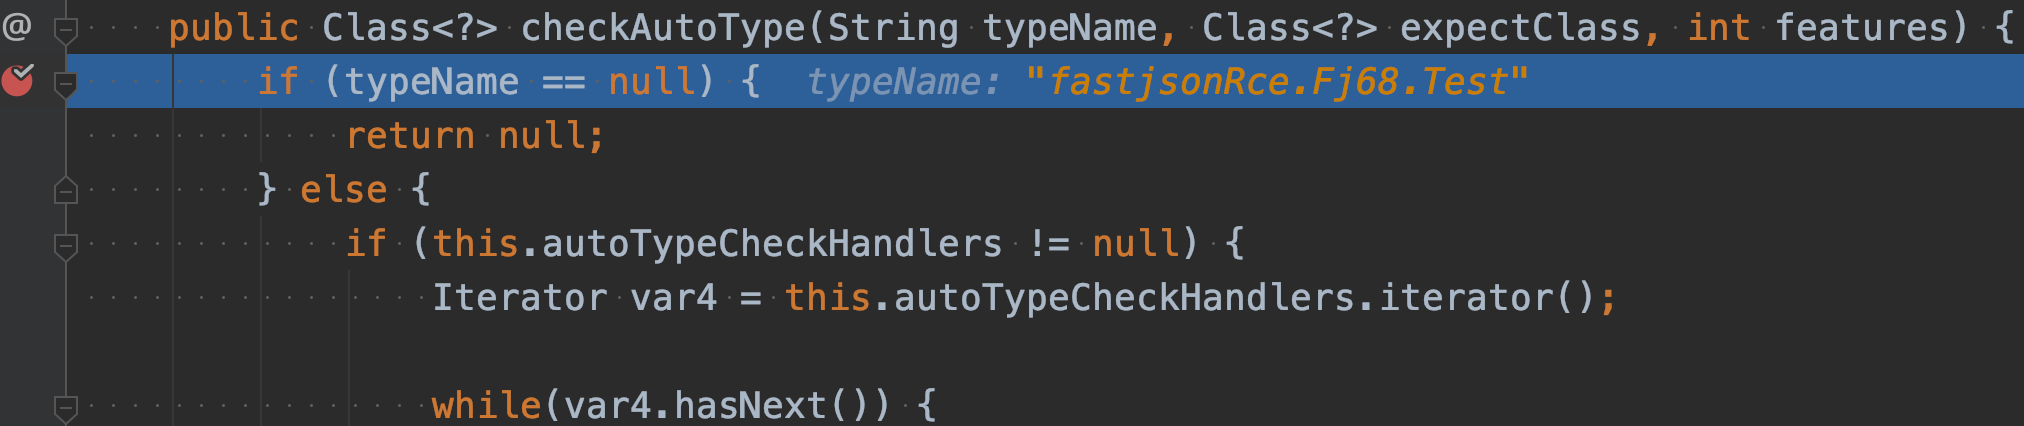 @ public Class<?> checkAutoType(String typeName, Class<?> expectClass, int features) {
if (typeName == null) { typeName: "fastjsonRce.Fj68.Test"
return null;
} else {
if (this.autoTypeCheckHandlers != null) {
Iterator var4 = this.autoTypeCheckHandlers.iterator();
while(var4.hasNext()) {